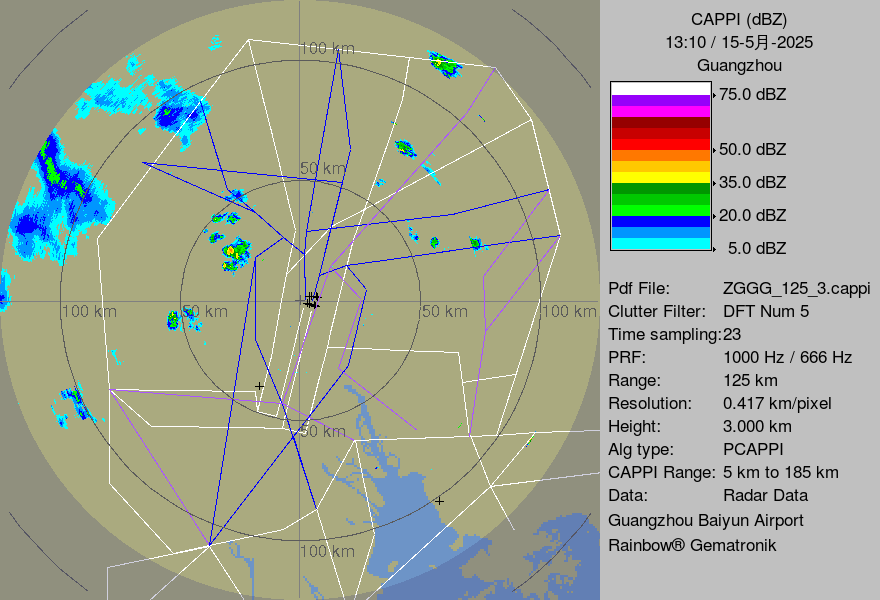 CAPPI (dBZ)
13:10 / 15-5月-2025
Guangzhou
75.0 dBZ
50.0 dBZ
35.0 dBZ
20.0 dBZ
5.0 dBZ
Pdf File: ZGGG_125_3.cappi
Clutter Filter: DFT Num 5
Time sampling:23
PRF: 1000 Hz / 666 Hz
Range: 125 km
Resolution: 0.417 km/pixel
Height: 3.000 km
Alg type: PCAPPI
CAPPI Range: 5 km to 185 km
Data: Radar Data
Guangzhou Baiyun Airport
Rainbow® Gematronik
100 km
50 km
100 km
50 km
50 km
100 km
50 km
100 km